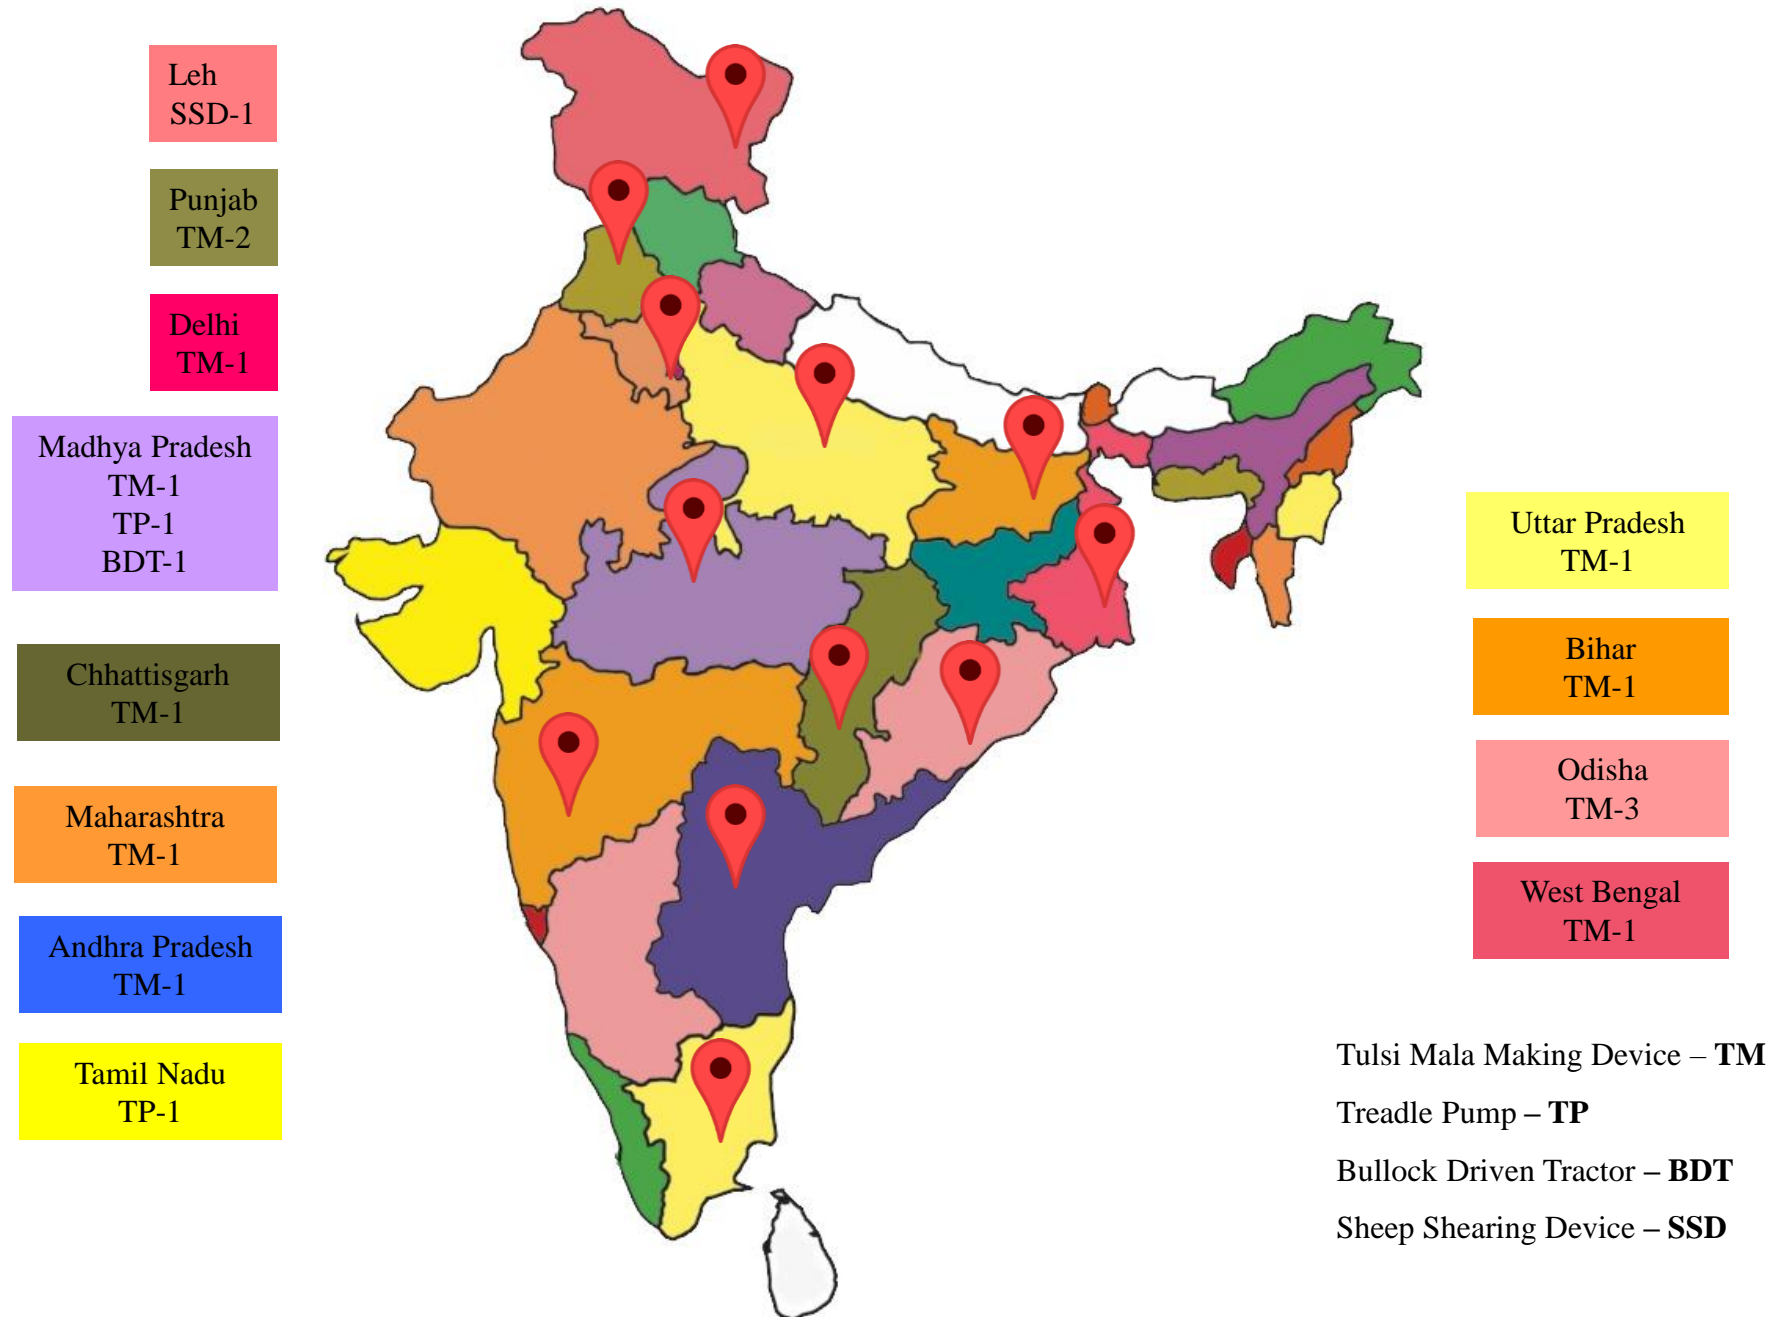 Leh
SSD-1
Punjab
TM-2
Delhi
TM-1
Madhya Pradesh
TM-1
TP-1
BDT-1
Chhattisgarh
TM-1
Maharashtra
TM-1
Andhra Pradesh
TM-1
Tamil Nadu
TP-1
Uttar Pradesh
TM-1
Bihar
TM-1
Odisha
TM-3
West Bengal
TM-1
Tulsi Mala Making Device – TM
Treadle Pump – TP
Bullock Driven Tractor – BDT
Sheep Shearing Device – SSD